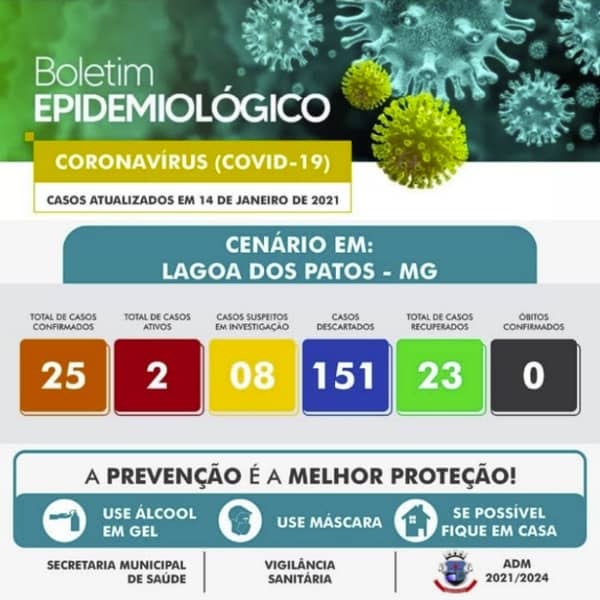 Boletim
EPIDEMIOLÓGICO
CORONAVÍRUS (COVID-19)
CASOS ATUALIZADOS EM 14 DE JANEIRO DE 2021
CENÁRIO EM:
LAGOA DOS PATOS - MG
TOTAL DE CASOS
CONFIRMADOS
25
TOTAL DE CASOS
ATIVOS
2
CASOS SUSPEITOS
EM INVESTIGAÇÃO
08
CASOS
DESCARTADOS
151
TOTAL DE CASOS
RECUPERADOS
23
ÓBITOS
CONFIRMADOS
0
A PREVENÇÃO É A MELHOR PROTEÇÃO!
USE ÁLCOOL
EM GEL
USE MÁSCARA
SE POSSÍVEL
FIQUE EM CASA
SECRETARIA MUNICIPAL
DE SAÚDE
VIGILÂNCIA
SANITÁRIA
ADM
2021/2024